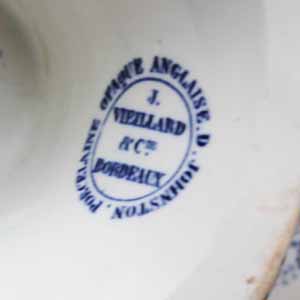 PORCELAINE OPAQUE ANGLAISE. D. JOHNSTON.
J.
VIEILLARD
& Cie
BORDEAUX